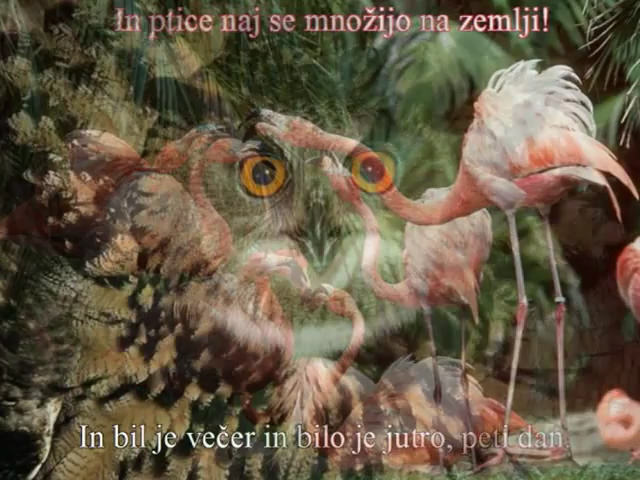 In ptice naj se množijo na zemlji!
In bil je večer in bilo je jutro, peti dan.